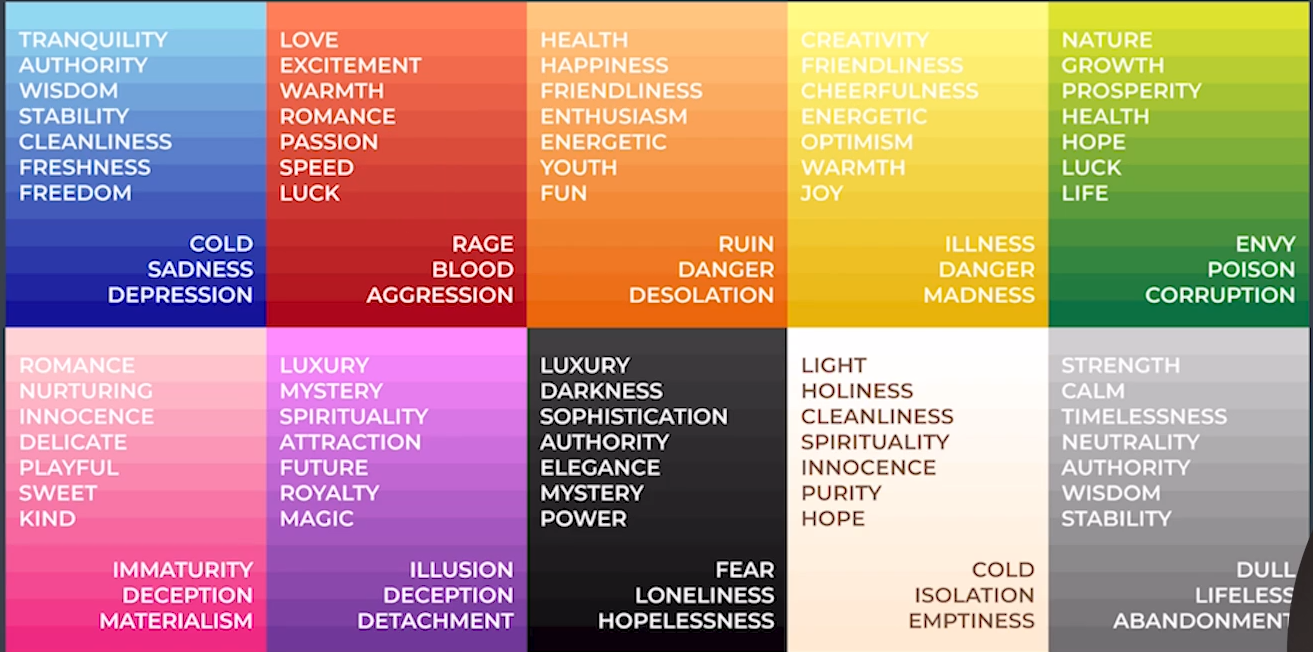 TRANQUILITY
AUTHORITY
WISDOM
STABILITY
CLEANLINESS
FRESHNESS
FREEDOM
COLD
SADNESS
DEPRESSION
LOVE
EXCITEMENT
WARMTH
ROMANCE
PASSION
SPEED
LUCK
RAGE
BLOOD
AGGRESSION
HEALTH
HAPPINESS
FRIENDLINESS
ENTHUSIASM
ENERGETIC
YOUTH
FUN
RUIN
DANGER
DESOLATION
CREATIVITY
FRIENDLINESS
CHEERFULNESS
ENERGETIC
OPTIMISM
WARMTH
JOY
ILLNESS
DANGER
MADNESS
NATURE
GROWTH
PROSPERITY
HEALTH
HOPE
LUCK
LIFE
ENVY
POISON
CORRUPTION
ROMANCE
NURTURING
INNOCENCE
DELICATE
PLAYFUL
SWEET
KIND
IMMATURITY
DECEPTION
MATERIALISM
LUXURY
MYSTERY
SPIRITUALITY
ATTRACTION
FUTURE
ROYALTY
MAGIC
ILLUSION
DECEPTION
DETACHMENT
LUXURY
DARKNESS
SOPHISTICATION
AUTHORITY
ELEGANCE
MYSTERY
POWER
FEAR
LONELINESS
HOPELESSNESS
LIGHT
HOLINESS
CLEANLINESS
SPIRITUALITY
INNOCENCE
PURITY
HOPE
COLD
ISOLATION
EMPTINESS
STRENGTH
CALM
TIMELESSNESS
NEUTRALITY
AUTHORITY
WISDOM
STABILITY
DULL
LIFELESS
ABANDONMENT